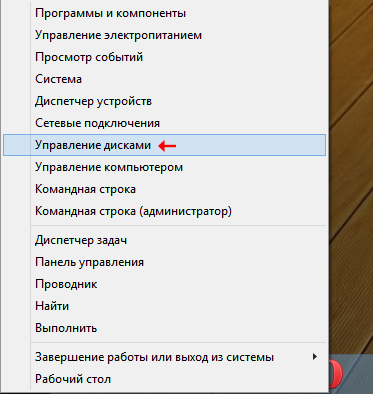 Программы и компоненты
Управление электропитанием
Просмотр событий
Система
Диспетчер устройств
Сетевые подключения
Управление дисками
Управление компьютером
Командная строка
Командная строка (администратор)
Диспетчер задач
Панель управления
Проводник
Найти
Выполнить
Завершение работы или выход из системы
Рабочий стол